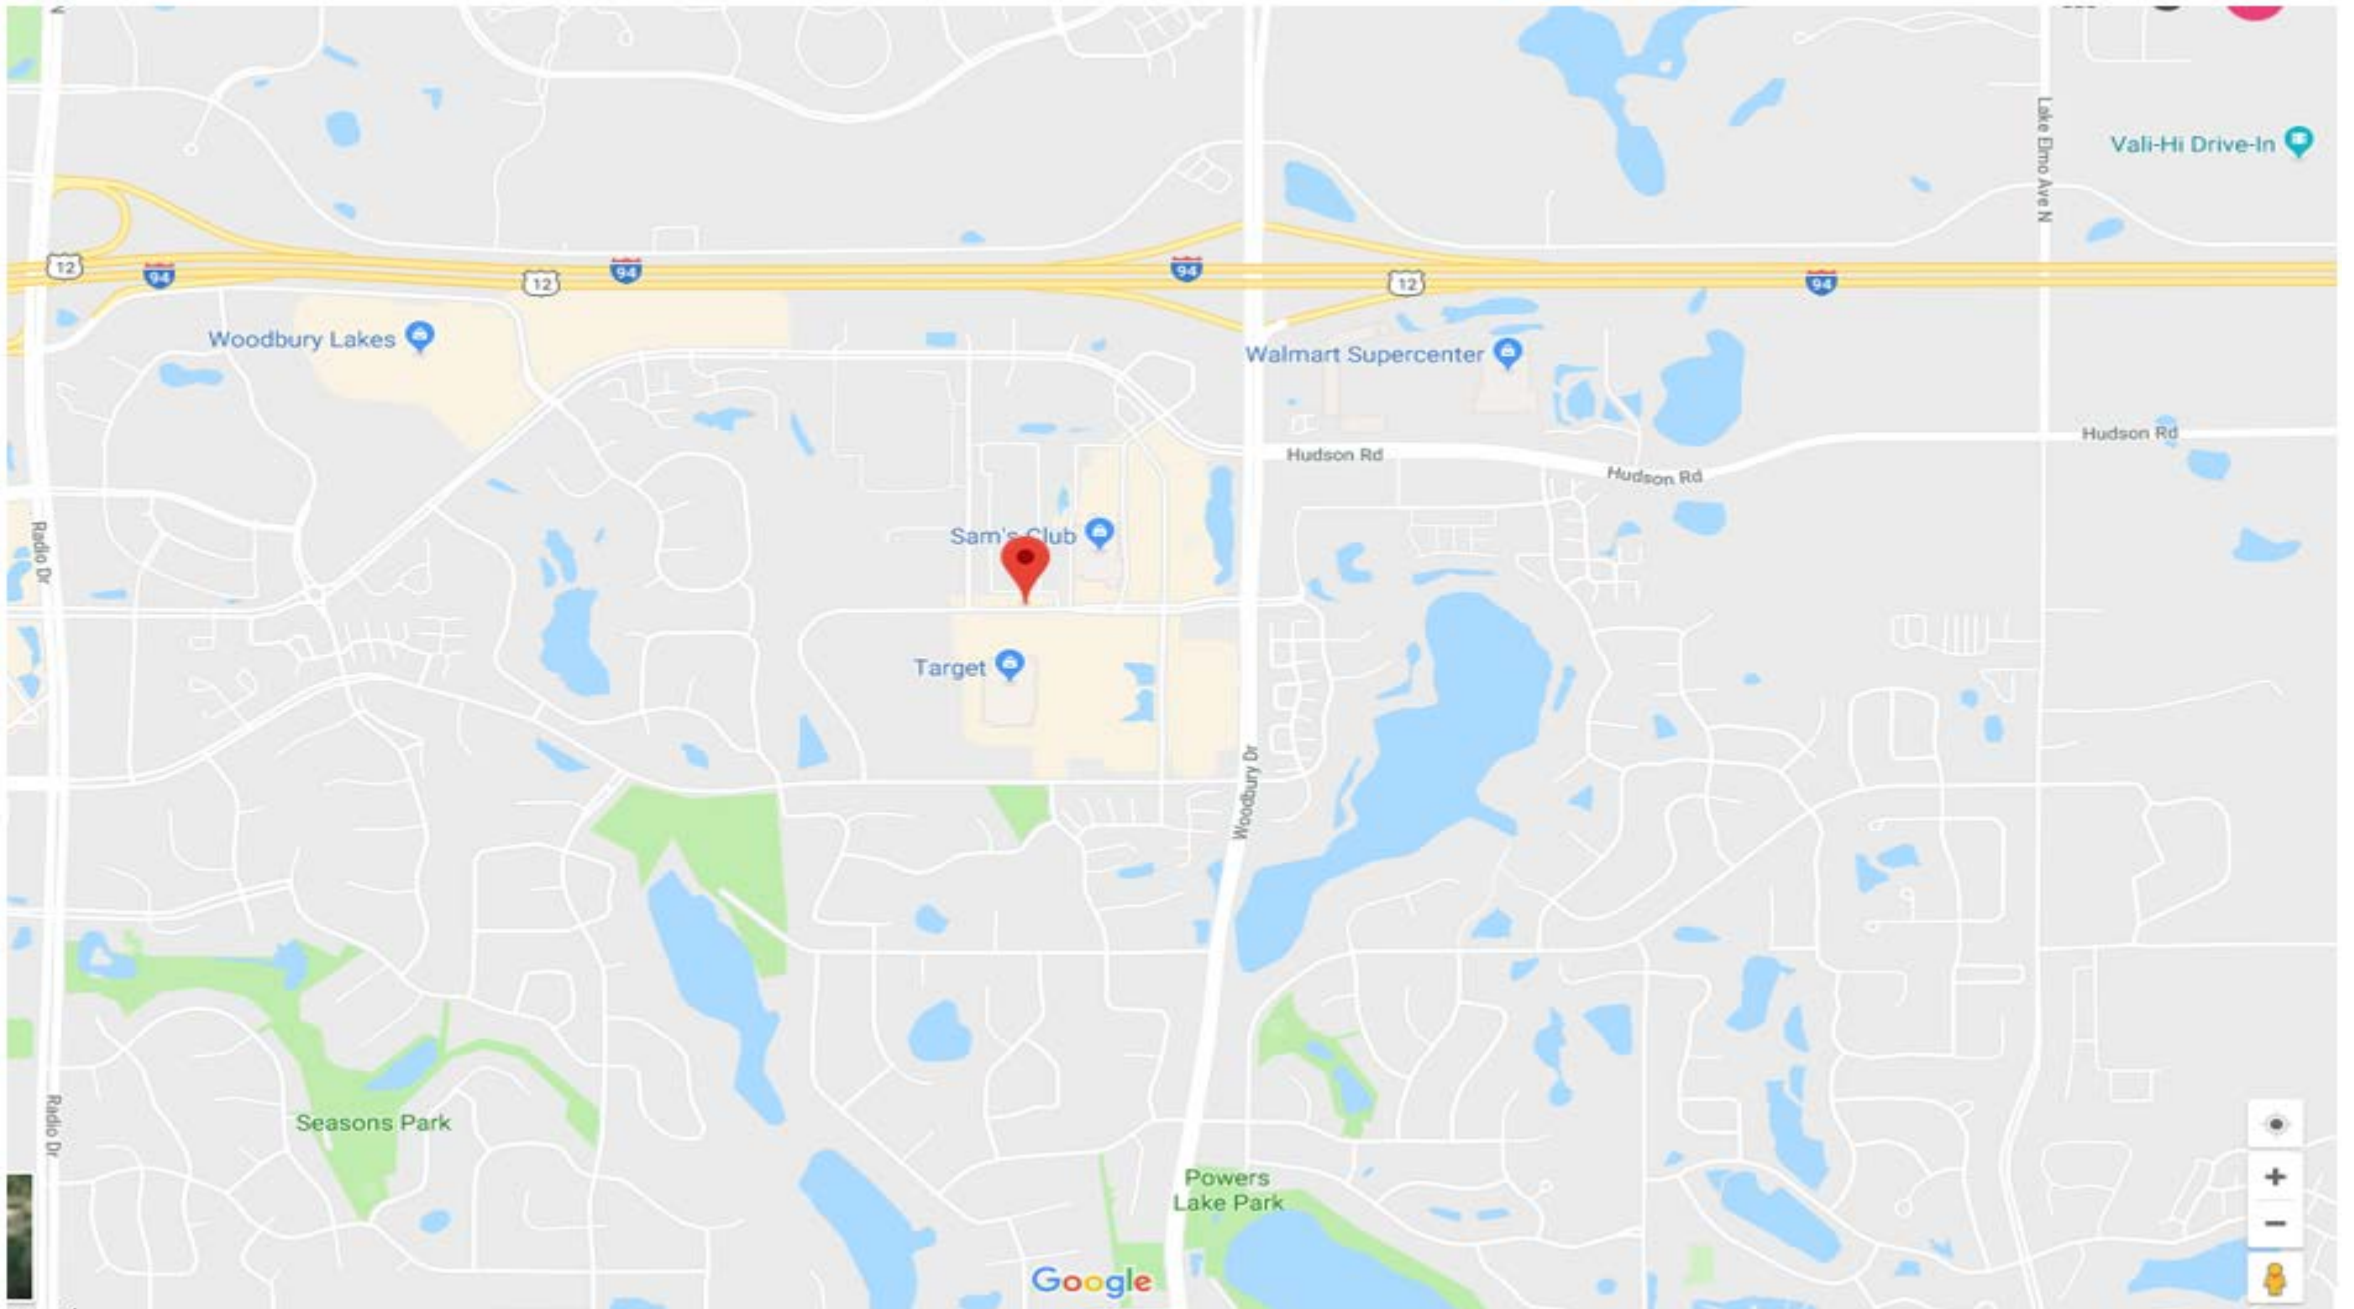 Lake Elmo Ave N
Vali-Hi Drive-In
12
94
12
94
94
12
94
Woodbury Lakes
Walmart Supercenter
Hudson Rd
Hudson Rd
Hudson Rd
Radio Dr
Sam's Club
Target
Woodbury Dr
Radio Dr
Seasons Park
Powers
Lake Park
Google